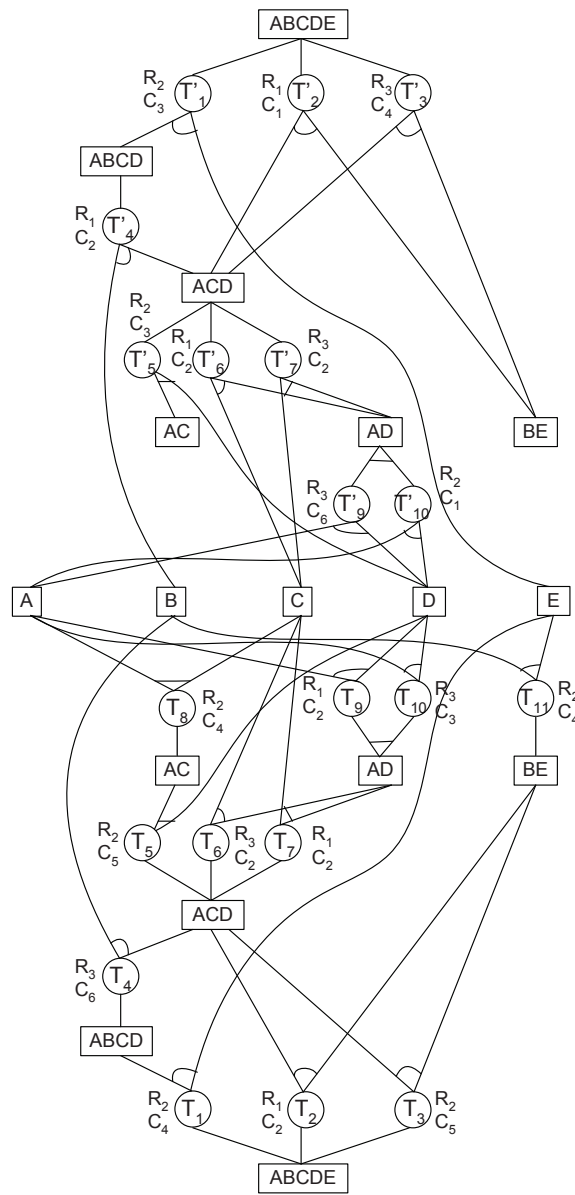 ABCDE
R2 T'1 R1 T'2 R3 T'3
C3 C1 C4
ABCD
R1 T'4
C2
ACD
R2 R1 R3
C3 T'5 C2 T'6 T'7 C2
AC AD BE
R3 T'9 T'10 R2
C6 C1
A B C D E
T8 R2 R1 T9 T10 R3 T11 R2
C4 C2 C3 C4
AC AD BE
R2 T5 T6 R3 T7 R1
C5 C2 C2
ACD
R3 T4
C6
ABCD
R2 T1 R1 T2 T3 R2
C4 C2 C5
ABCDE